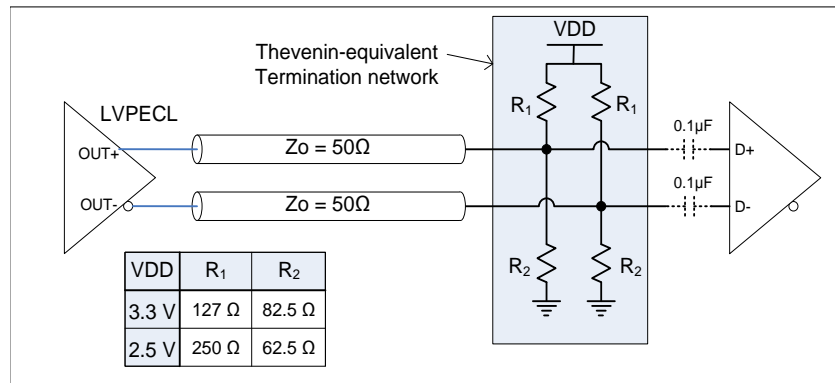 VDD
Thevenin-equivalent
Termination network
R1
R1
LVPECL
0.1µF
OUT+
Zo = 50Ω
D+
0.1µF
OUT-
Zo = 50Ω
D-
R2
R2
VDD R1 R2
3.3 V 127 Ω 82.5 Ω
2.5 V 250 Ω 62.5 Ω